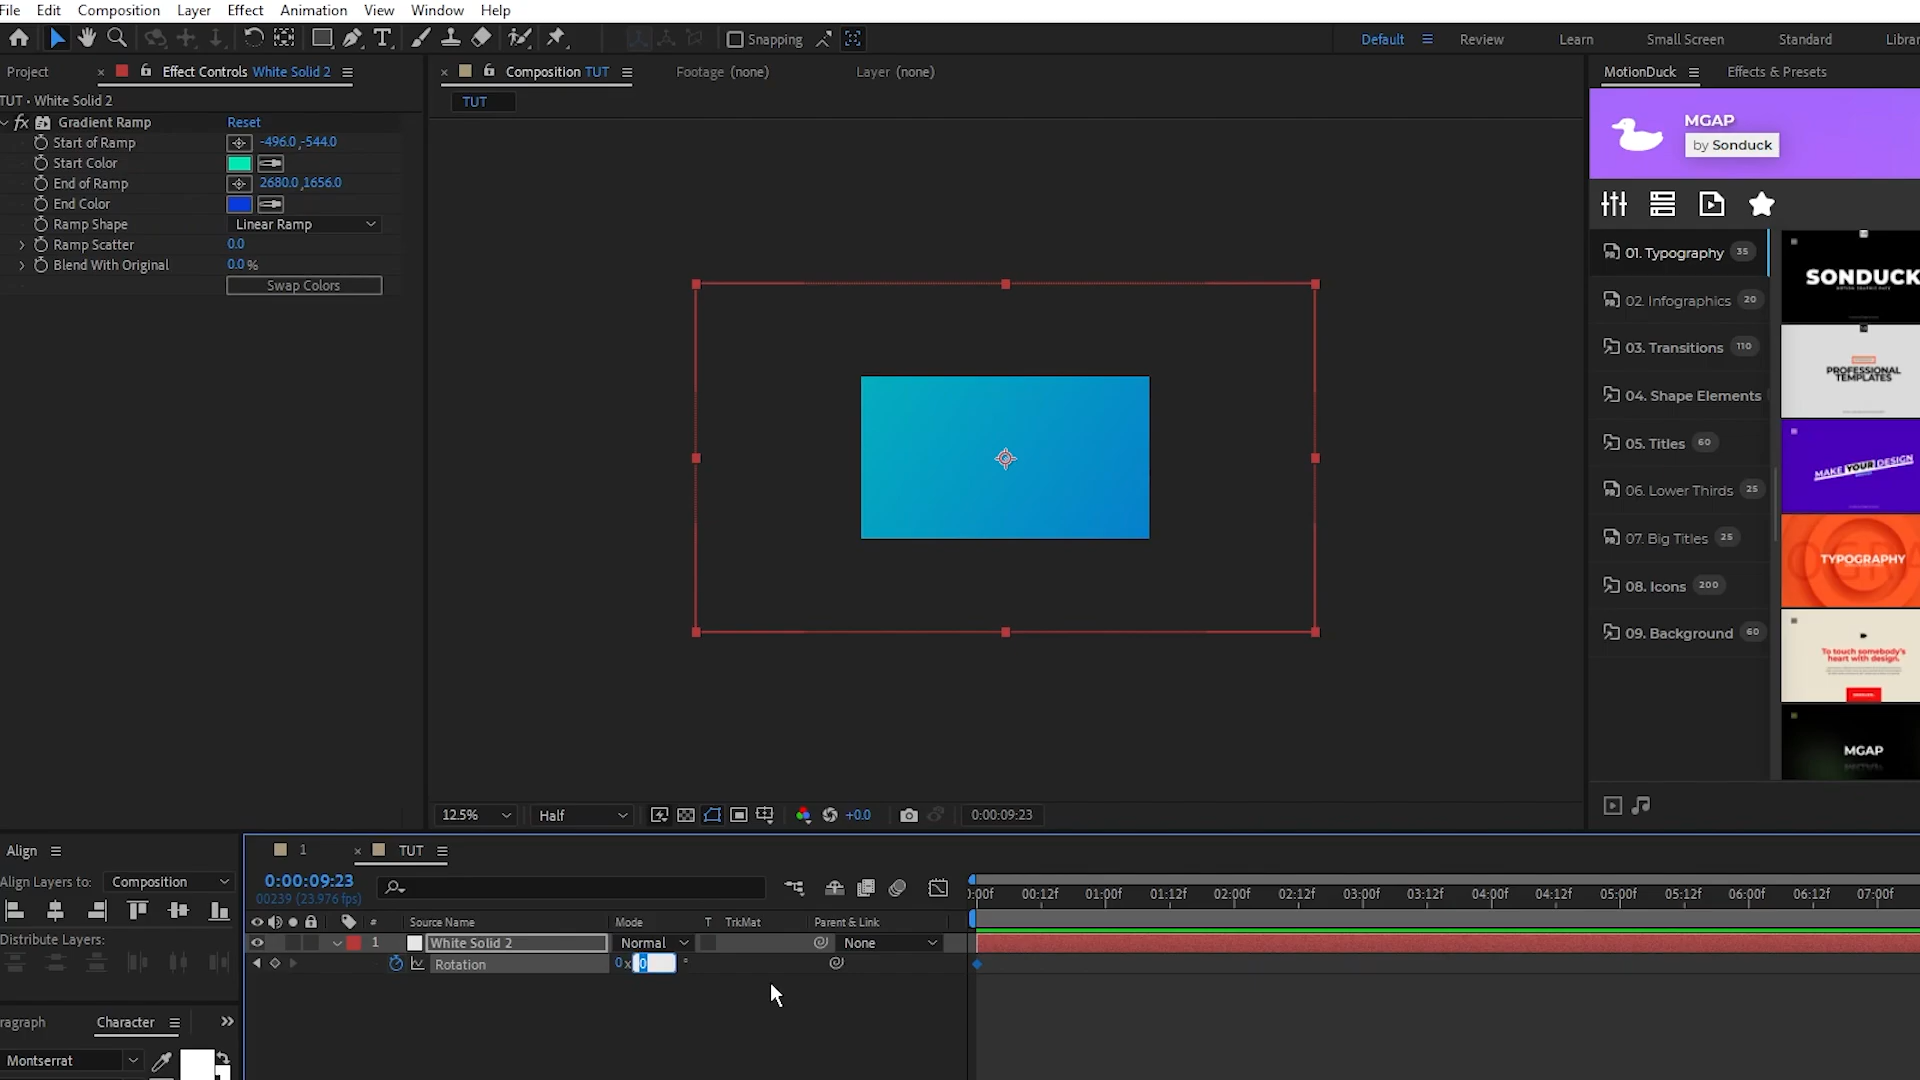 File Edit Composition Layer Effect Animation View Window Help
Snapping
Default Review Learn Small Screen Standard
Project Effect Controls White Solid 2
Composition TUT Footage (none) Layer (none)
MotionDuck Effects & Presets
TUT • White Solid 2
TUT
fx Gradient Ramp Reset
Start of Ramp -496.0,-544.0
Start Color
End of Ramp 2680.0,1656.0
End Color
Ramp Shape Linear Ramp
Ramp Scatter 0.0
Blend With Original 0.0 %
Swap Colors
MGAP
by Sonduck
01. Typography 35
02. Infographics 20
03. Transitions 110
04. Shape Elements
05. Titles 60
06. Lower Thirds 25
07. Big Titles 25
08. Icons 200
09. Background 60
SONDUCK
PROFESSIONAL
TEMPLATES
MAKE YOUR DESIGN
TYPOGRAPHY
To touch somebody's
heart with design.
MGAP
12.5% Half +0.0 0:00:09:23
Align
Align Layers to: Composition
Distribute Layers:
1 TUT
0:00:09:23
00239 (23.976 fps)
# Source Name Mode T TrkMat Parent & Link
1 White Solid 2 Normal None
Rotation 0x 0 °
:00f 00:12f 01:00f 01:12f 02:00f 02:12f 03:00f 03:12f 04:00f 04:12f 05:00f 05:12f 06:00f 06:12f 07:00f
ragraph Character
Montserrat